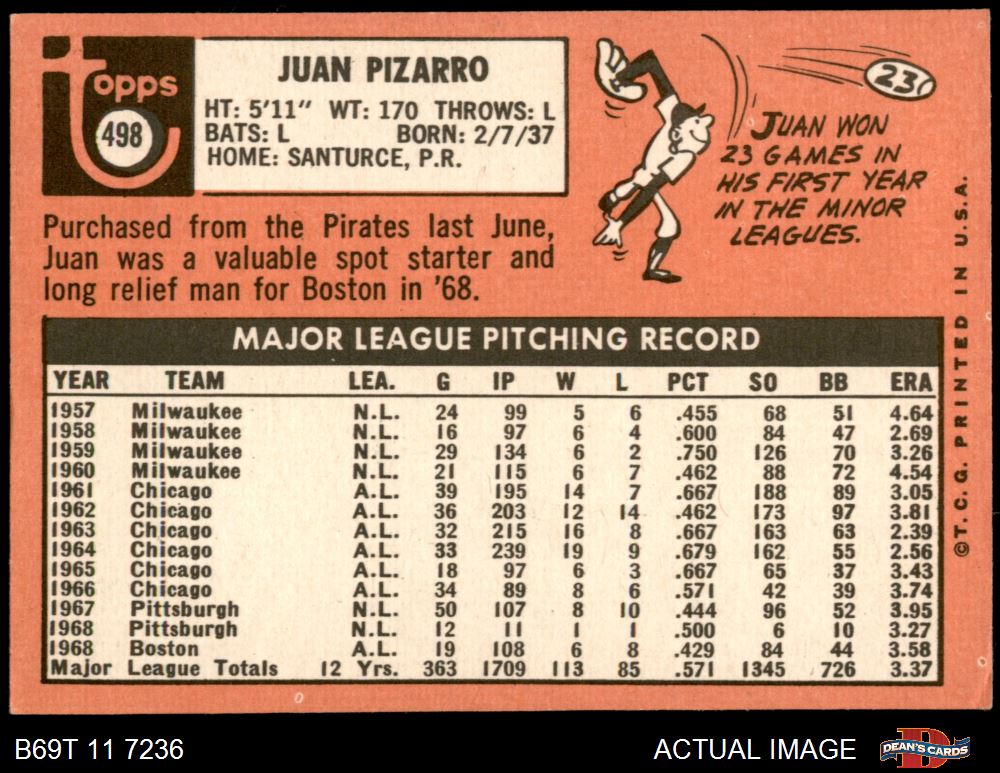 topps
498
JUAN PIZARRO
HT: 5'11" WT: 170 THROWS: L
BATS: L BORN: 2/7/37
HOME: SANTURCE, P.R.
23
JUAN WON
23 GAMES IN
HIS FIRST YEAR
IN THE MINOR
LEAGUES.
Purchased from the Pirates last June,
Juan was a valuable spot starter and
long relief man for Boston in '68.
MAJOR LEAGUE PITCHING RECORD
YEAR TEAM LEA. G IP W L PCT SO BB ERA
1957 Milwaukee N.L. 24 99 5 6 .455 68 51 4.64
1958 Milwaukee N.L. 16 97 6 4 .600 84 47 2.69
1959 Milwaukee N.L. 29 134 6 2 .750 126 70 3.26
1960 Milwaukee N.L. 21 115 6 7 .462 88 72 4.54
1961 Chicago A.L. 39 195 14 7 .667 188 89 3.05
1962 Chicago A.L. 36 203 12 14 .462 173 97 3.81
1963 Chicago A.L. 32 215 16 8 .667 163 63 2.39
1964 Chicago A.L. 33 239 19 9 .679 162 55 2.56
1965 Chicago A.L. 18 97 6 3 .667 65 37 3.43
1966 Chicago A.L. 34 89 8 6 .571 42 39 3.74
1967 Pittsburgh N.L. 50 107 8 10 .444 96 52 3.95
1968 Pittsburgh N.L. 12 11 1 1 .500 6 10 3.27
1968 Boston A.L. 19 108 6 8 .429 84 44 3.58
Major League Totals 12 Yrs. 363 1709 113 85 .571 1345 726 3.37
©T.C.G. PRINTED IN U.S.A.
B69T 11 7236
ACTUAL IMAGE
DEAN'S CARDS